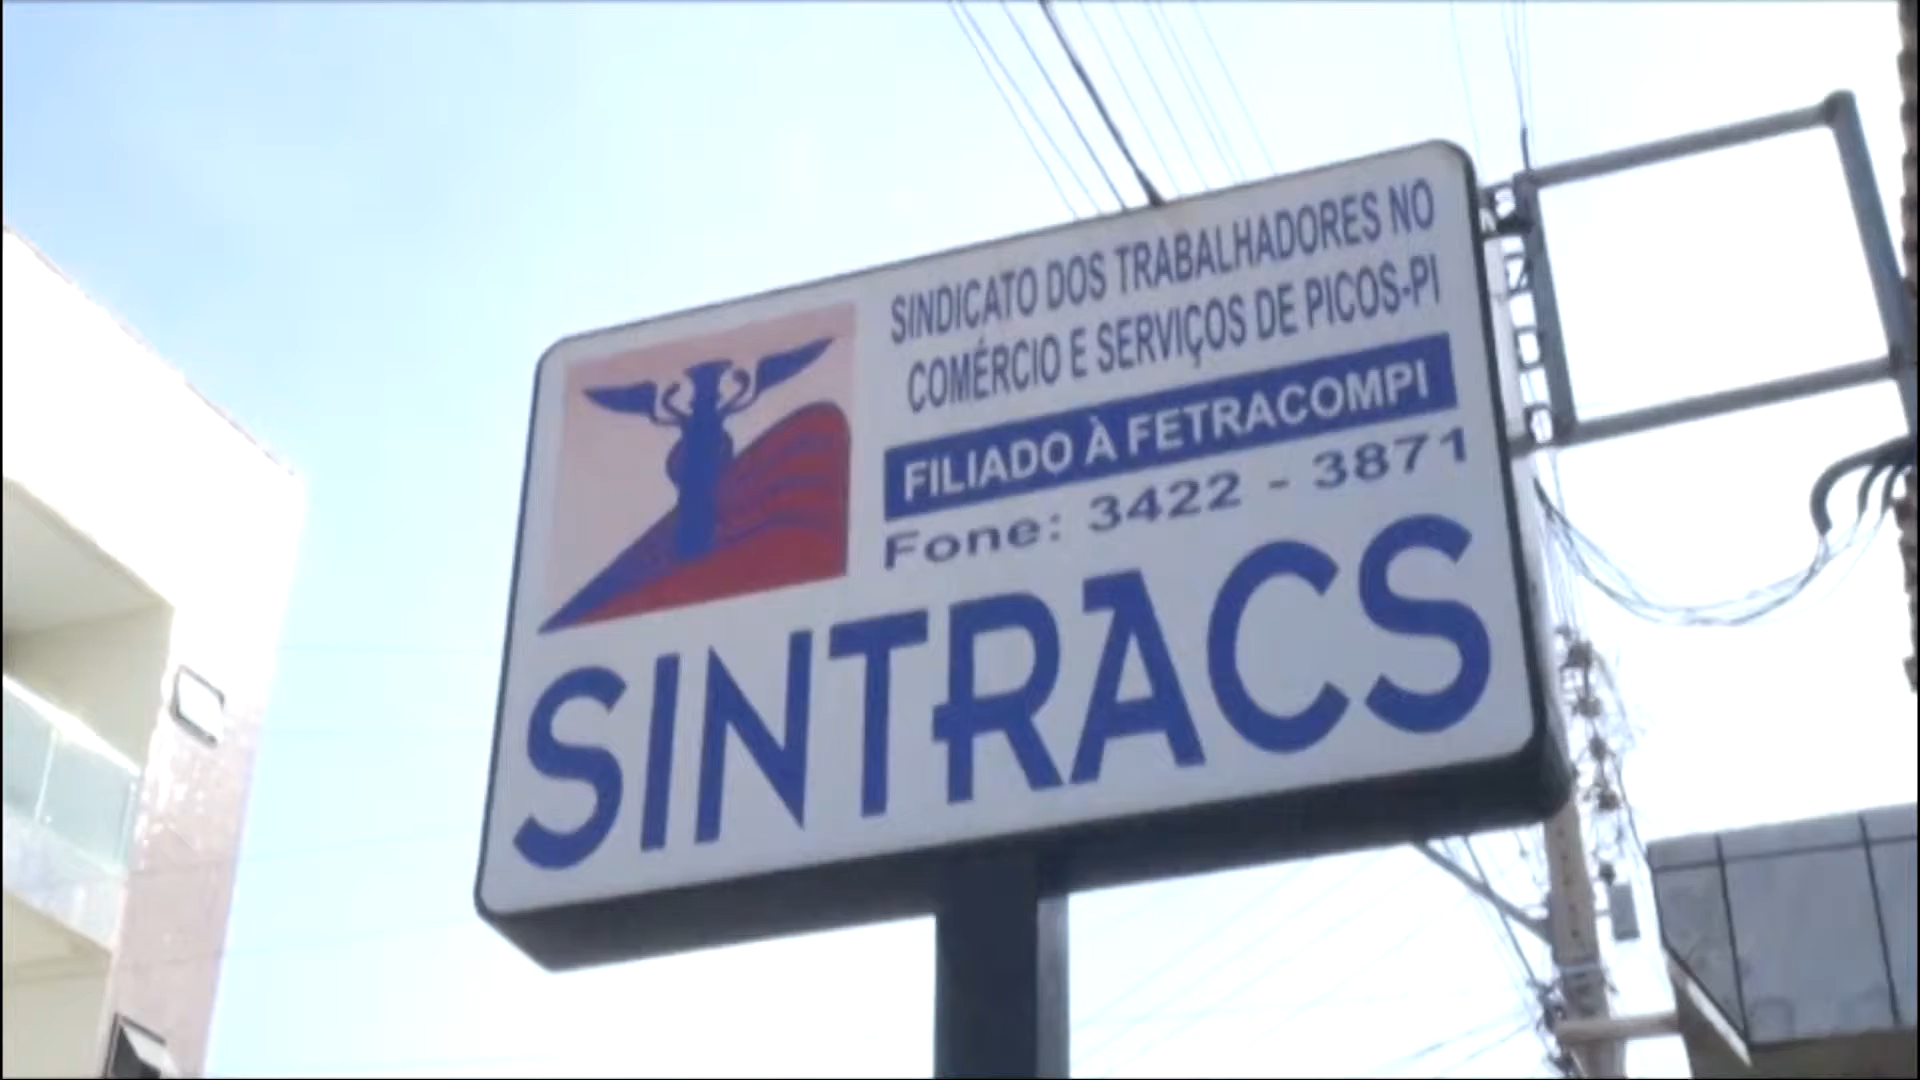 SINDICATO DOS TRABALHADORES NO
COMÉRCIO E SERVIÇOS DE PICOS-PI
FILIADO À FETRACOMPI
Fone: 3422 - 3871
SINTRACS